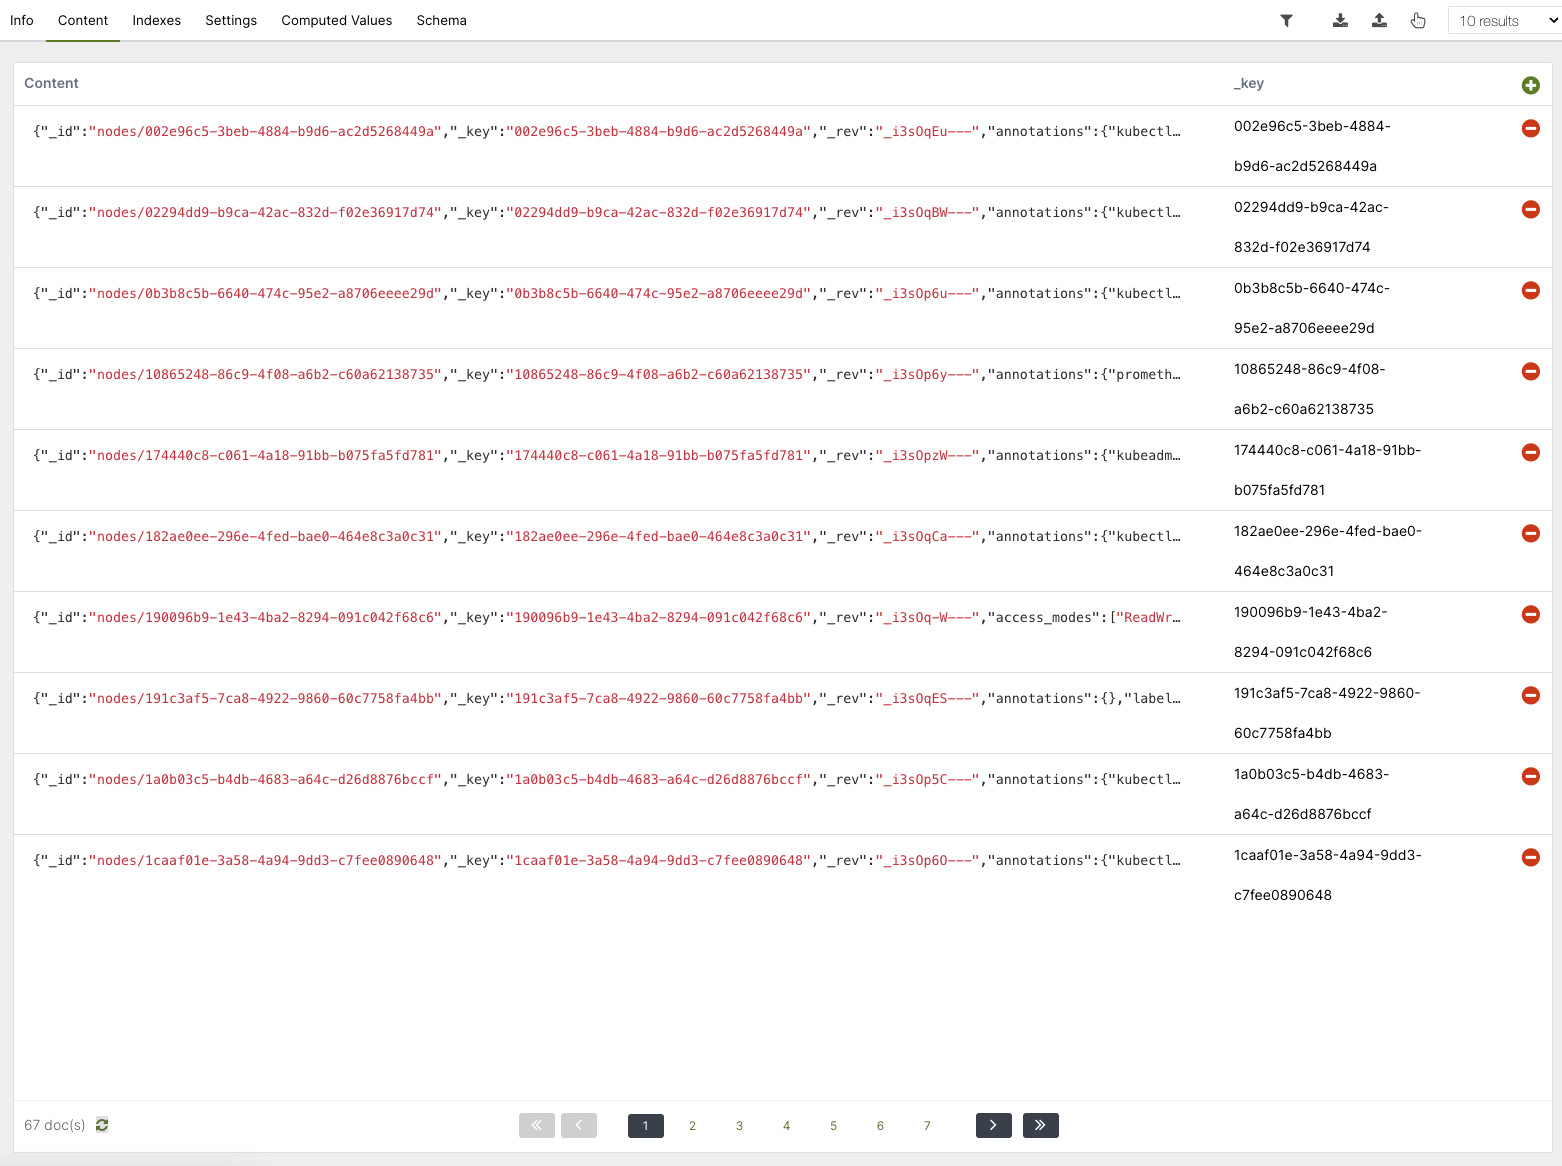 Info Content Indexes Settings Computed Values Schema 10 results
Content _key
{"_id":"nodes/002e96c5-3beb-4884-b9d6-ac2d5268449a","_key":"002e96c5-3beb-4884-b9d6-ac2d5268449a","_rev":"_i3sOqEu---","annotations":{"kubectl…
002e96c5-3beb-4884-
b9d6-ac2d5268449a
{"_id":"nodes/02294dd9-b9ca-42ac-832d-f02e36917d74","_key":"02294dd9-b9ca-42ac-832d-f02e36917d74","_rev":"_i3sOqBW---","annotations":{"kubectl…
02294dd9-b9ca-42ac-
832d-f02e36917d74
{"_id":"nodes/0b3b8c5b-6640-474c-95e2-a8706eeee29d","_key":"0b3b8c5b-6640-474c-95e2-a8706eeee29d","_rev":"_i3sOp6u---","annotations":{"kubectl…
0b3b8c5b-6640-474c-
95e2-a8706eeee29d
{"_id":"nodes/10865248-86c9-4f08-a6b2-c60a62138735","_key":"10865248-86c9-4f08-a6b2-c60a62138735","_rev":"_i3sOp6y---","annotations":{"prometh…
10865248-86c9-4f08-
a6b2-c60a62138735
{"_id":"nodes/174440c8-c061-4a18-91bb-b075fa5fd781","_key":"174440c8-c061-4a18-91bb-b075fa5fd781","_rev":"_i3sOpzW---","annotations":{"kubeadm…
174440c8-c061-4a18-91bb-
b075fa5fd781
{"_id":"nodes/182ae0ee-296e-4fed-bae0-464e8c3a0c31","_key":"182ae0ee-296e-4fed-bae0-464e8c3a0c31","_rev":"_i3sOqCa---","annotations":{"kubectl…
182ae0ee-296e-4fed-bae0-
464e8c3a0c31
{"_id":"nodes/190096b9-1e43-4ba2-8294-091c042f68c6","_key":"190096b9-1e43-4ba2-8294-091c042f68c6","_rev":"_i3sOq-W---","access_modes":["ReadWr…
190096b9-1e43-4ba2-
8294-091c042f68c6
{"_id":"nodes/191c3af5-7ca8-4922-9860-60c7758fa4bb","_key":"191c3af5-7ca8-4922-9860-60c7758fa4bb","_rev":"_i3sOqES---","annotations":{},"label…
191c3af5-7ca8-4922-9860-
60c7758fa4bb
{"_id":"nodes/1a0b03c5-b4db-4683-a64c-d26d8876bccf","_key":"1a0b03c5-b4db-4683-a64c-d26d8876bccf","_rev":"_i3sOp5C---","annotations":{"kubectl…
1a0b03c5-b4db-4683-
a64c-d26d8876bccf
{"_id":"nodes/1caaf01e-3a58-4a94-9dd3-c7fee0890648","_key":"1caaf01e-3a58-4a94-9dd3-c7fee0890648","_rev":"_i3sOp6O---","annotations":{"kubectl…
1caaf01e-3a58-4a94-9dd3-
c7fee0890648
67 doc(s) 1 2 3 4 5 6 7